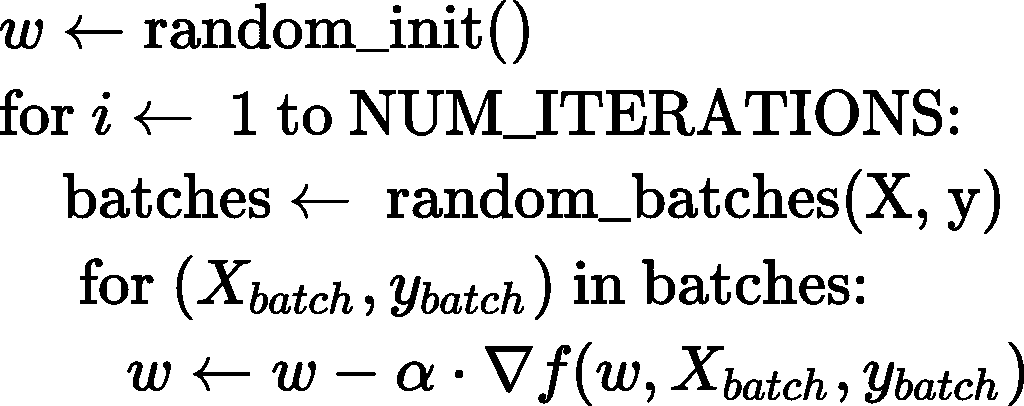 w ← random_init()
for i ← 1 to NUM_ITERATIONS:
batches ← random_batches(X, y)
for (X_batch, y_batch) in batches:
w ← w − α · ∇f(w, X_batch, y_batch)